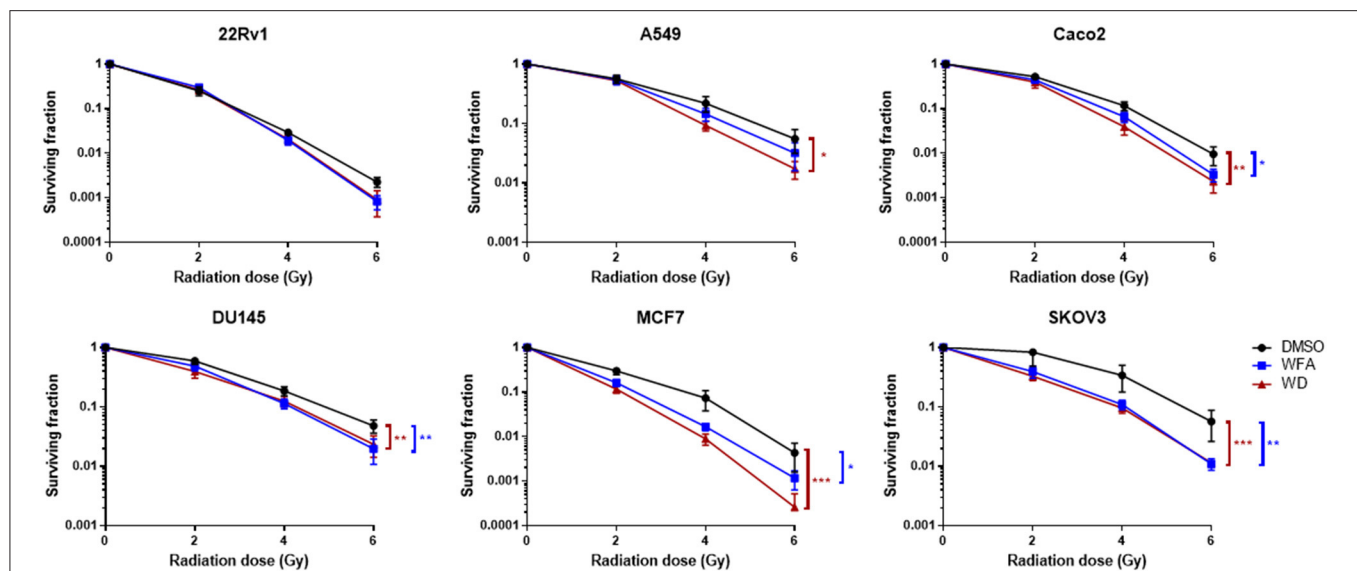 22Rv1
1
0.1
0.01
0.001
0.0001
0 2 4 6
Surviving fraction
Radiation dose (Gy)
A549
1
0.1
0.01
0.001
0 2 4 6
Surviving fraction
Radiation dose (Gy)
*
Caco2
1
0.1
0.01
0.001
0.0001
0 2 4 6
Surviving fraction
Radiation dose (Gy)
** *
DU145
1
0.1
0.01
0.001
0 2 4 6
Surviving fraction
Radiation dose (Gy)
** **
MCF7
1
0.1
0.01
0.001
0.0001
0 2 4 6
Surviving fraction
Radiation dose (Gy)
*** *
SKOV3
1
0.1
0.01
0.001
0 2 4 6
Surviving fraction
Radiation dose (Gy)
*** **
DMSO
WFA
WD